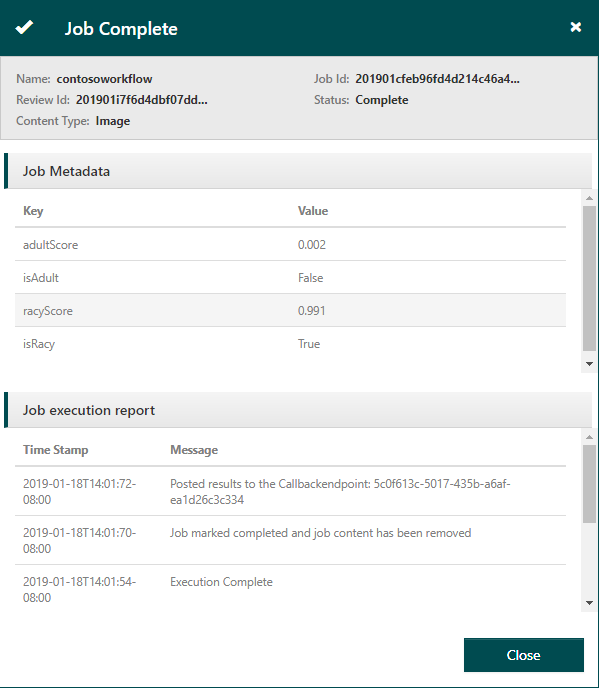 Job Complete
Name: contosoworkflow Job Id: 201901cfeb96fd4d214c46a4...
Review Id: 201901i7f6d4dbf07dd... Status: Complete
Content Type: Image
Job Metadata
Key Value
adultScore 0.002
isAdult False
racyScore 0.991
isRacy True
Job execution report
Time Stamp Message
2019-01-18T14:01:72- Posted results to the Callbackendpoint: 5c0f613c-5017-435b-a6af-
08:00 ea1d26c3c334
2019-01-18T14:01:70- Job marked completed and job content has been removed
08:00
2019-01-18T14:01:54- Execution Complete
08:00
Close